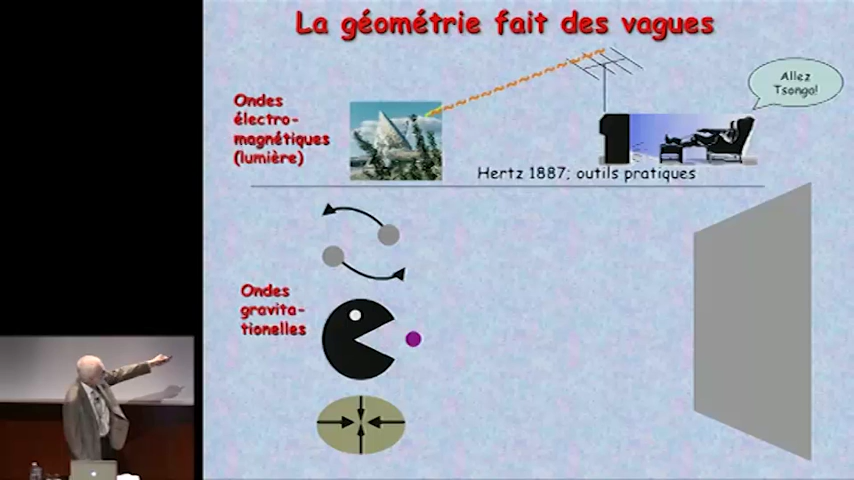 La géométrie fait des vagues
Allez
Tsonga!
Ondes
électro-
magnétiques
(lumière)
Hertz 1887; outils pratiques
Ondes
gravita-
tionelles